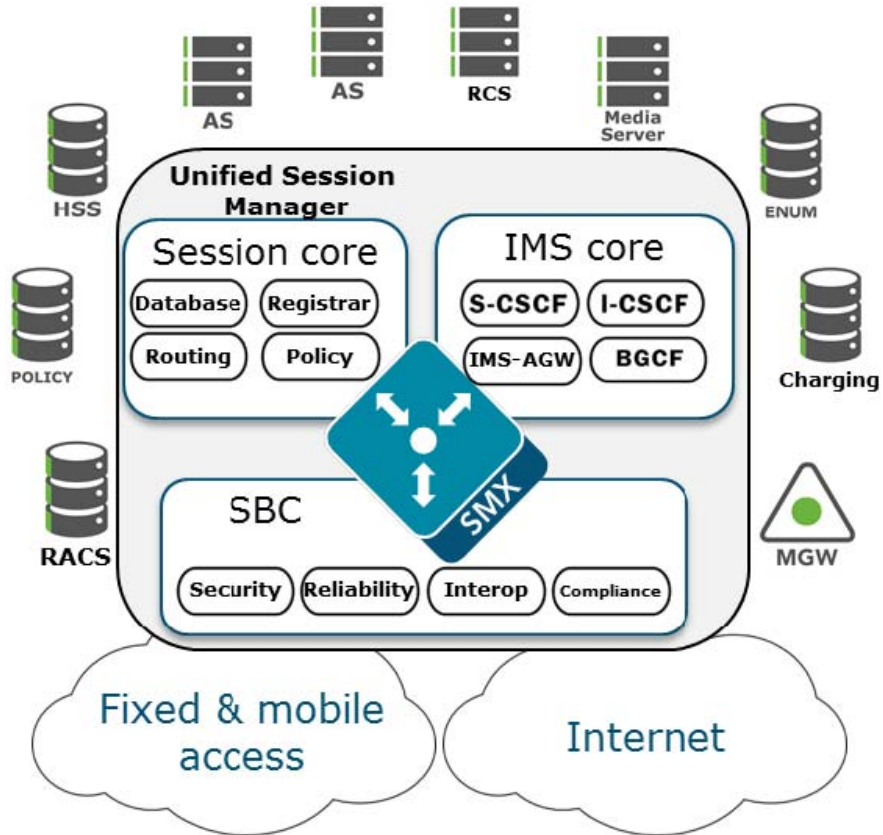 AS
AS
RCS
Media
Server
HSS
ENUM
Unified Session
Manager
Session core
Database
Registrar
Routing
Policy
IMS core
S-CSCF
I-CSCF
IMS-AGW
BGCF
POLICY
Charging
SMX
SBC
Security
Reliability
Interop
Compliance
RACS
MGW
Fixed & mobile
access
Internet